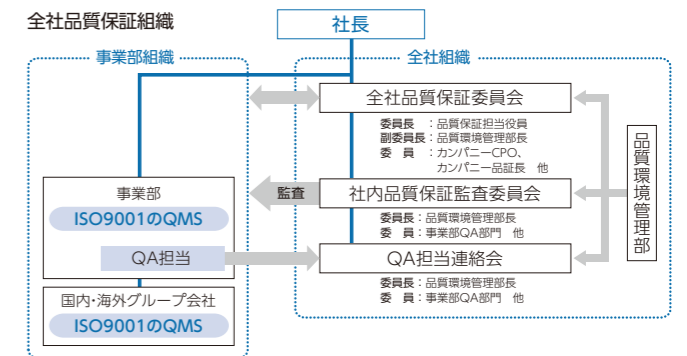 全社品質保証組織
社長
事業部組織
全社組織
全社品質保証委員会
委員長　：品質保証担当役員
副委員長：品質環境管理部長
委　員　：カンパニーCPO、
カンパニー品証長　他
事業部
ISO9001のQMS
QA担当
監査
社内品質保証監査委員会
委員長：品質環境管理部長
委　員：事業部QA部門　他
QA担当連絡会
委員長：品質環境管理部長
委　員：事業部QA部門　他
国内・海外グループ会社
ISO9001のQMS
品質環境管理部